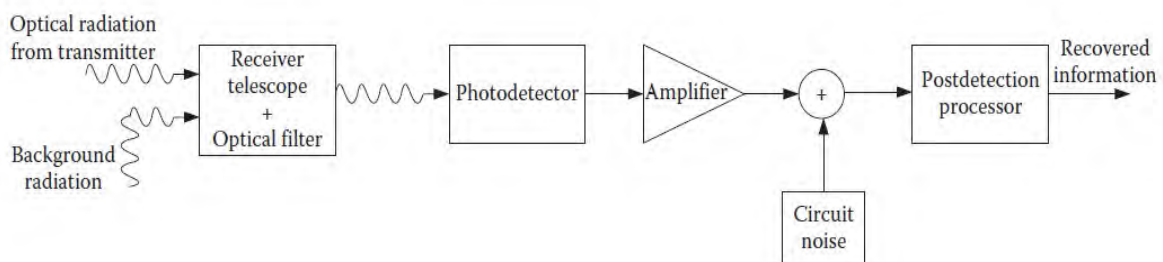 Optical radiation
from transmitter
Background
radiation
Receiver
telescope
+
Optical filter
Photodetector
Amplifier
+
Circuit
noise
Postdetection
processor
Recovered
information